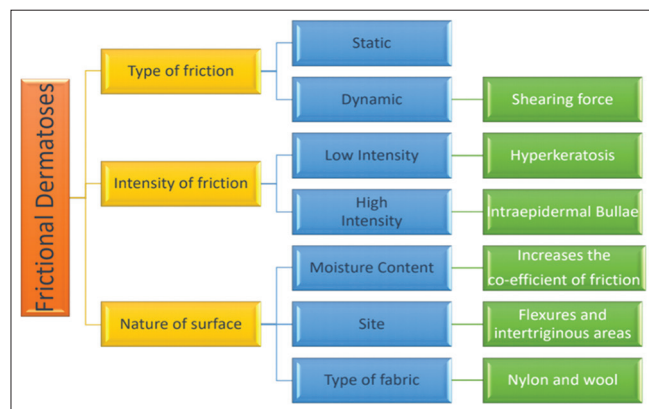 Frictional Dermatoses
Type of friction
Static
Dynamic
Shearing force
Intensity of friction
Low Intensity
Hyperkeratosis
High
Intensity
Intraepidermal Bullae
Nature of surface
Moisture Content
Increases the
co-efficient of friction
Site
Flexures and
intertriginous areas
Type of fabric
Nylon and wool